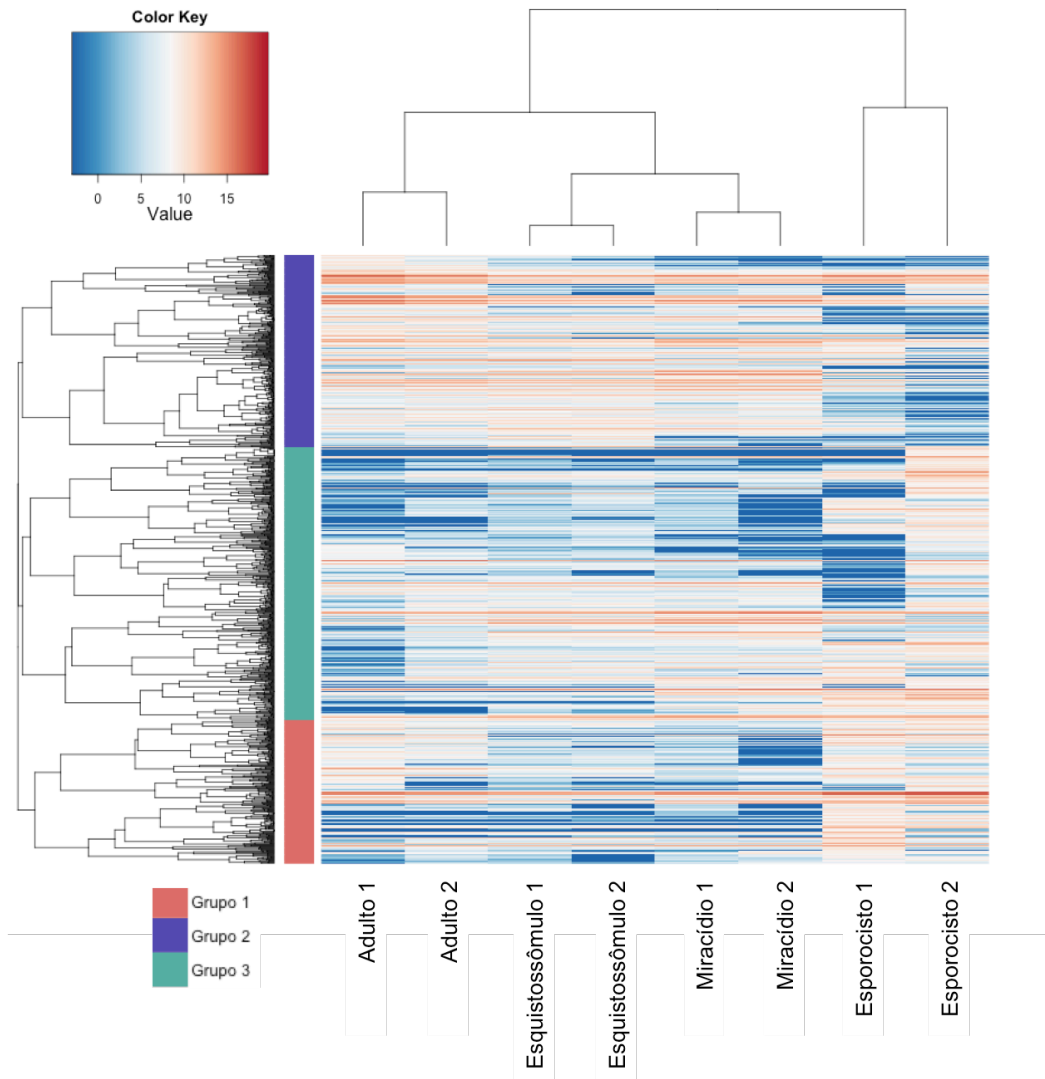 Color Key
0 5 10 15
Value
Grupo 1
Grupo 2
Grupo 3
Adulto 1
Adulto 2
Esquistossômulo 1
Esquistossômulo 2
Miracídio 1
Miracídio 2
Esporocisto 1
Esporocisto 2